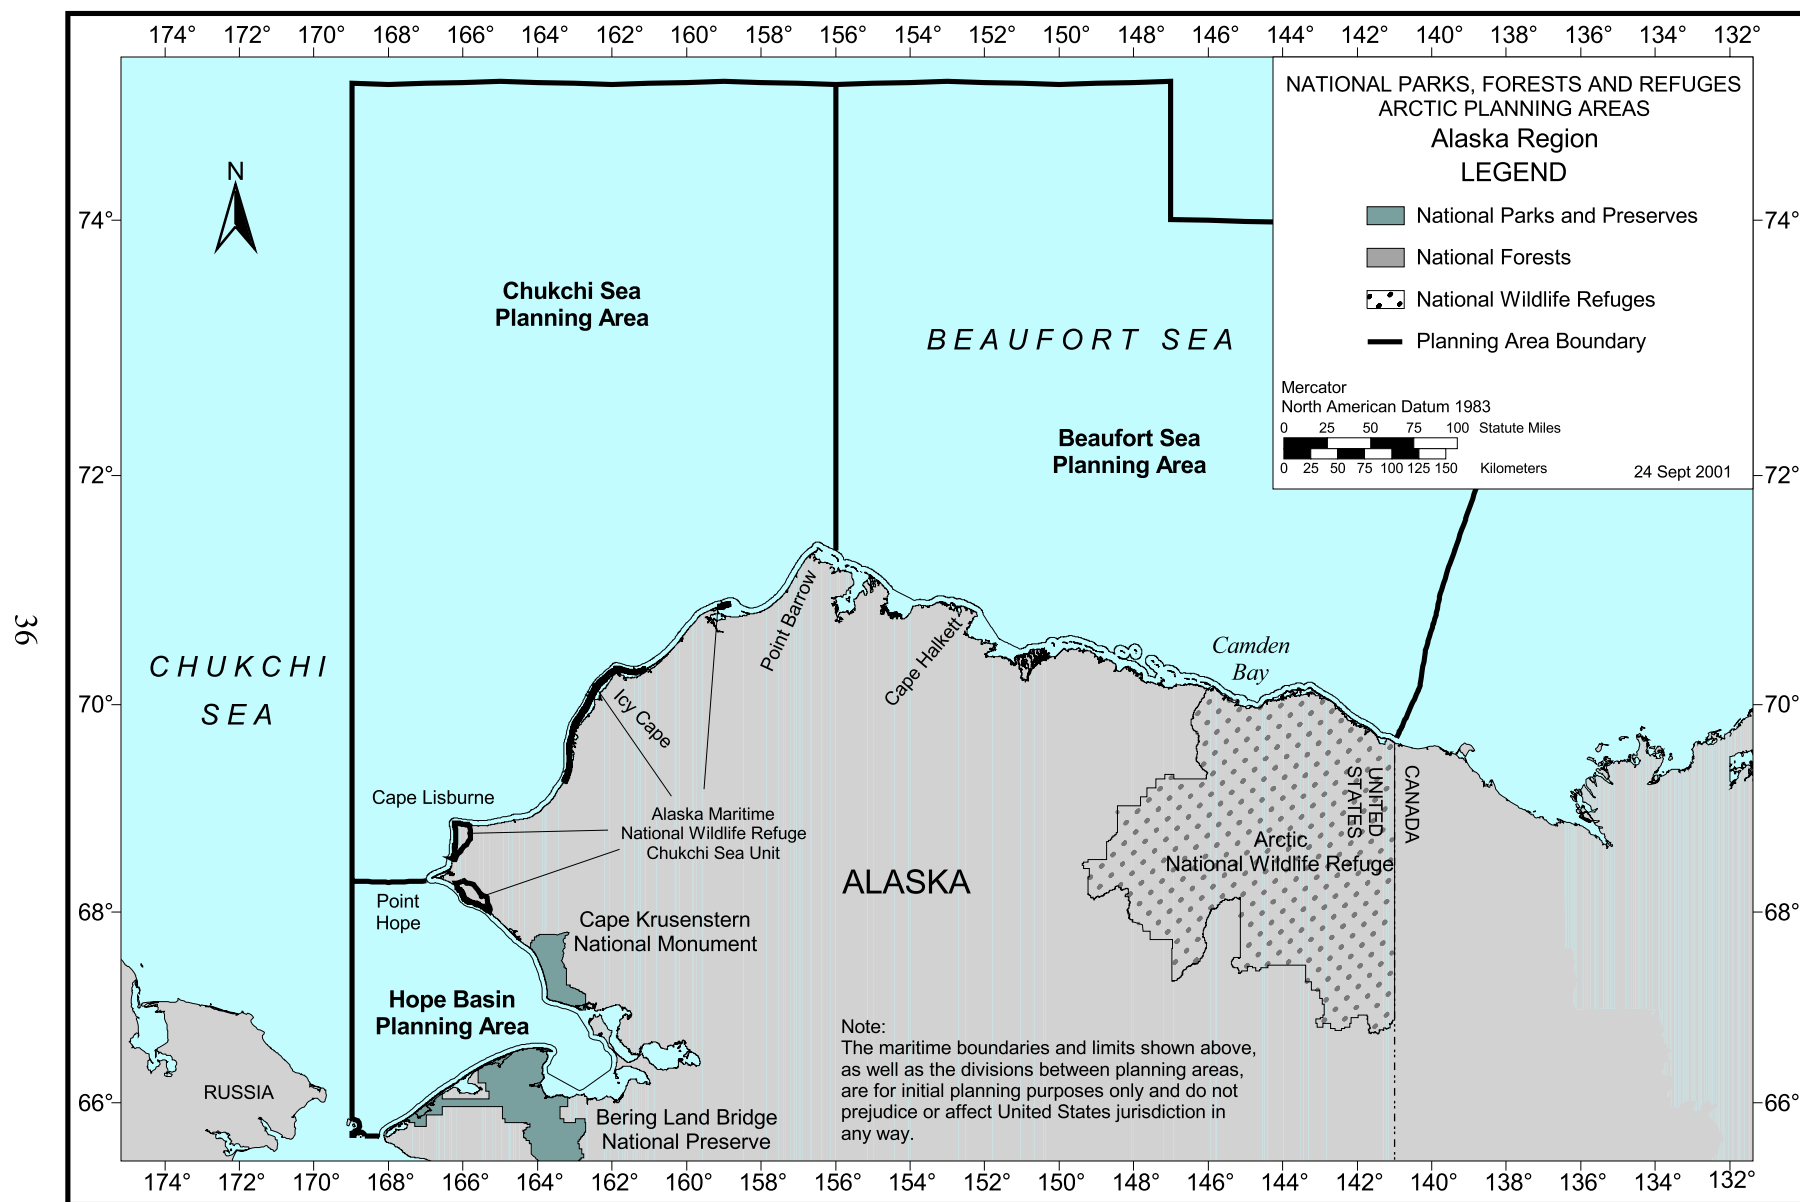 174° 172° 170° 168° 166° 164° 162° 160° 158° 156° 154° 152° 150° 148° 146° 144° 142° 140° 138° 136° 134° 132°
NATIONAL PARKS, FORESTS AND REFUGES
ARCTIC PLANNING AREAS
Alaska Region
LEGEND
National Parks and Preserves
National Forests
National Wildlife Refuges
Planning Area Boundary
Mercator
North American Datum 1983
0 25 50 75 100 Statute Miles
0 25 50 75 100 125 150 Kilometers
24 Sept 2001
N
74° 74°
Chukchi Sea
Planning Area
BEAUFORT SEA
Beaufort Sea
Planning Area
72° 72°
36
CHUKCHI
SEA
Point Barrow
Cape Halkett
Camden
Bay
Icy Cape
70° 70°
Cape Lisburne
Alaska Maritime
National Wildlife Refuge
Chukchi Sea Unit
UNITED
STATES
CANADA
Arctic
National Wildlife Refuge
ALASKA
Point
Hope
68° 68°
Cape Krusenstern
National Monument
Hope Basin
Planning Area
Note:
The maritime boundaries and limits shown above,
as well as the divisions between planning areas,
are for initial planning purposes only and do not
prejudice or affect United States jurisdiction in
any way.
RUSSIA
66° 66°
Bering Land Bridge
National Preserve
174° 172° 170° 168° 166° 164° 162° 160° 158° 156° 154° 152° 150° 148° 146° 144° 142° 140° 138° 136° 134° 132°